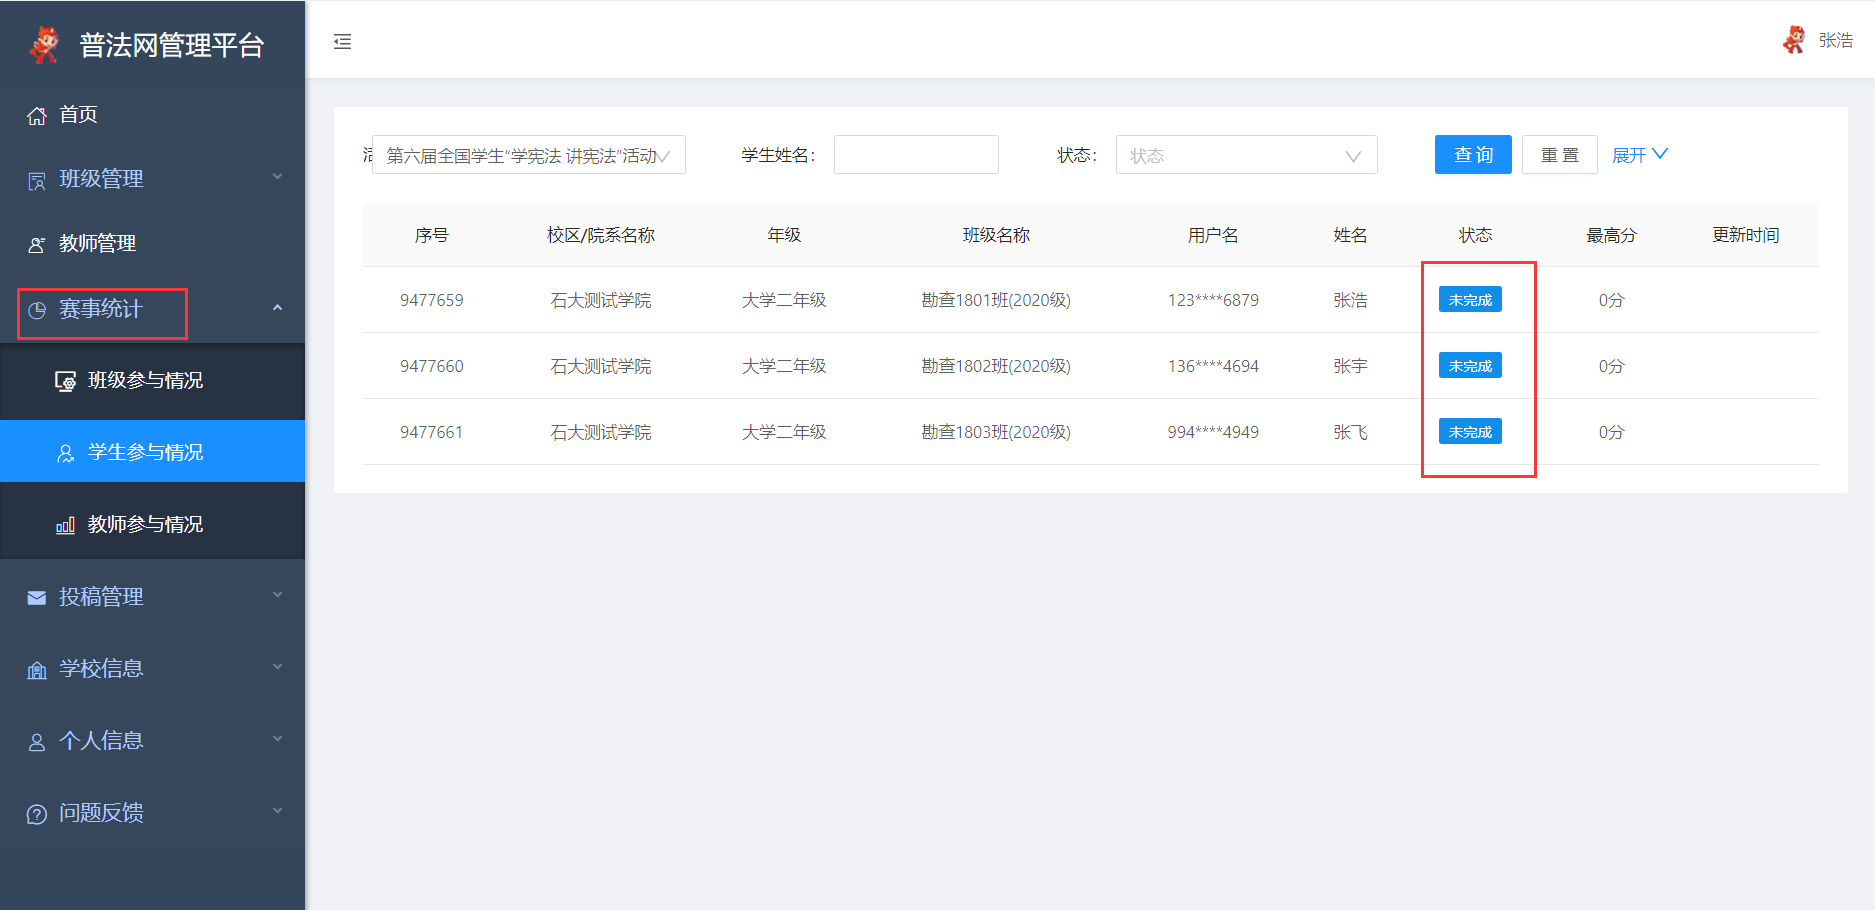 普法网管理平台
张浩
首页
班级管理
教师管理
赛事统计
班级参与情况
学生参与情况
教师参与情况
投稿管理
学校信息
个人信息
问题反馈
第六届全国学生“学宪法 讲宪法”活动 学生姓名： 状态： 状态 查 询 重 置 展开
序号 校区/院系名称 年级 班级名称 用户名 姓名 状态 最高分 更新时间
9477659 石大测试学院 大学二年级 勘查1801班(2020级) 123****6879 张浩 未完成 0分
9477660 石大测试学院 大学二年级 勘查1802班(2020级) 136****4694 张宇 未完成 0分
9477661 石大测试学院 大学二年级 勘查1803班(2020级) 994****4949 张飞 未完成 0分